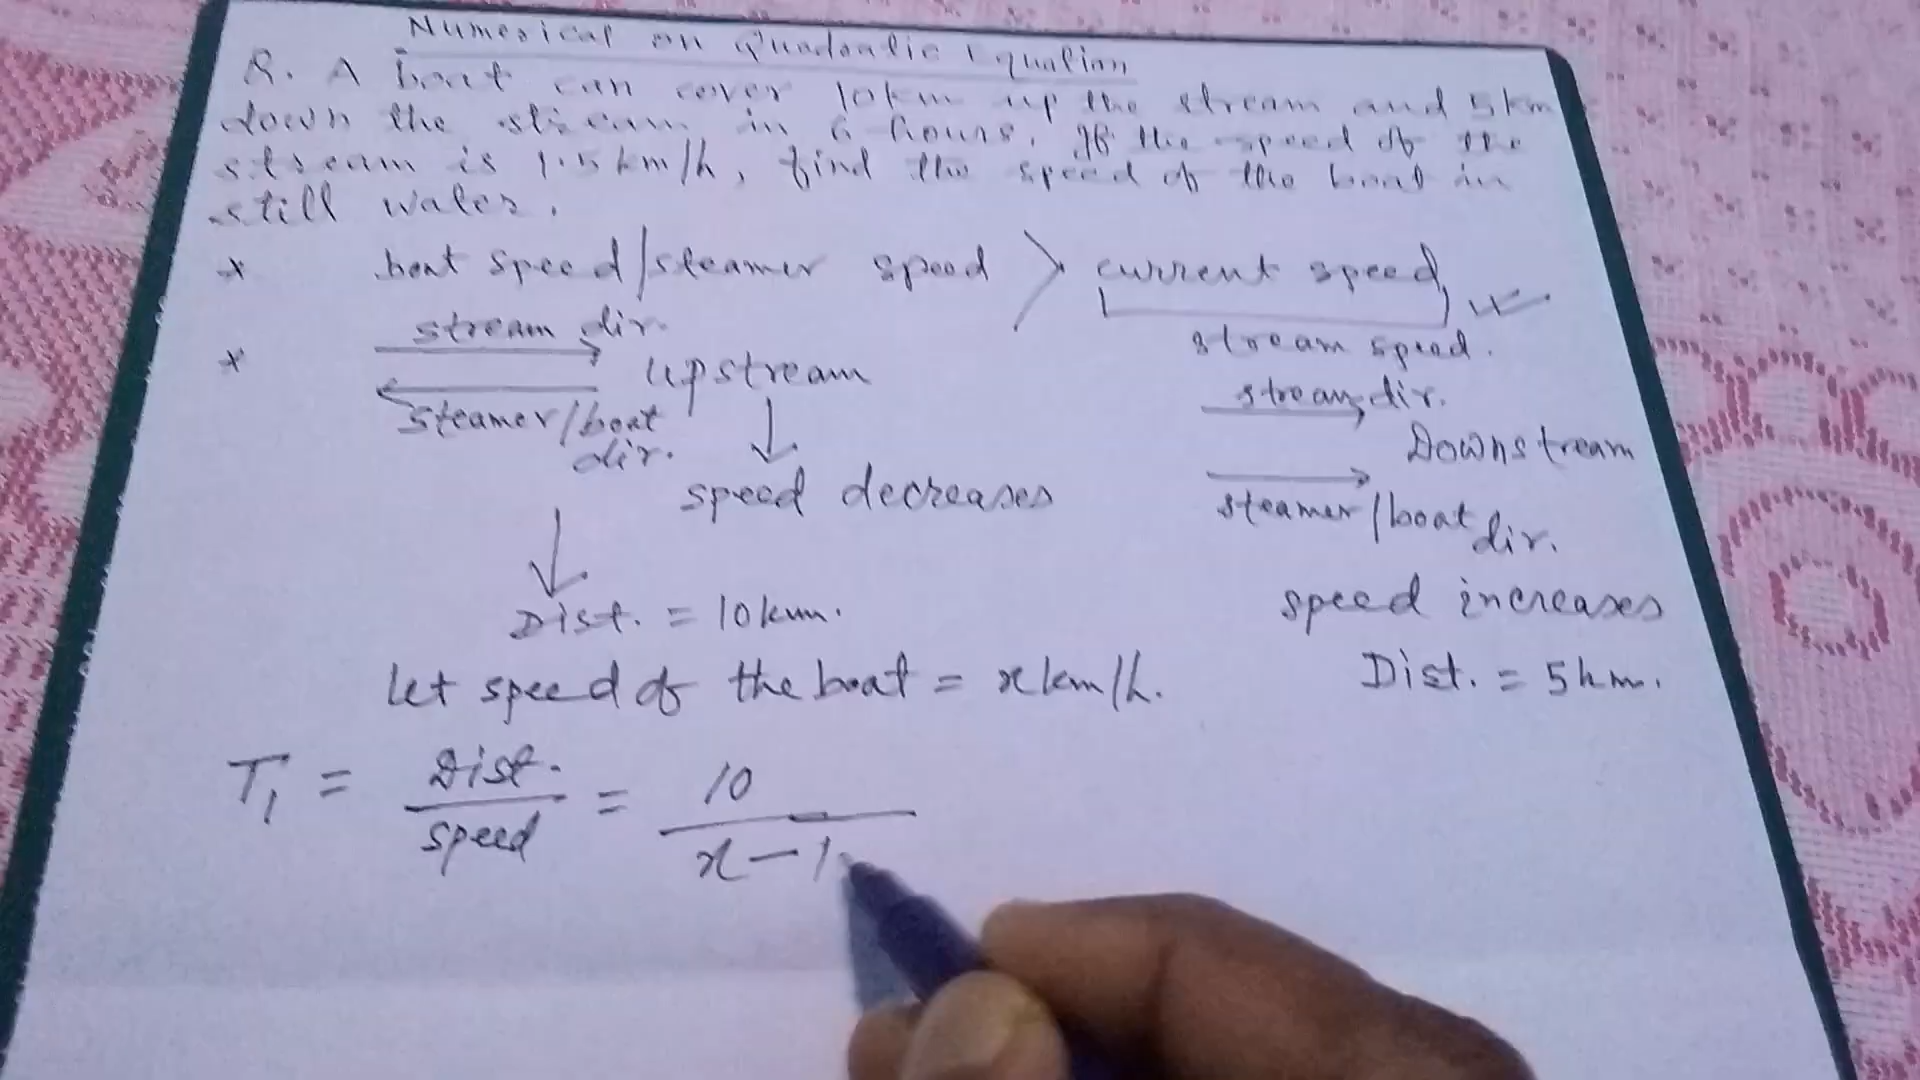 Numerical on Quadratic Equation
Q. A boat can cover 10km up the stream and 5km
down the stream in 6 hours. If the speed of the
stream is 1.5 km/h, find the speed of the boat in
still water.
* boat speed/steamer speed > current speed
stream speed.
* stream dir.
upstream
steamer/boat
dir.
speed decreases
stream dir.
Downstream
steamer/boat dir.
speed increases
Dist. = 10km.
Dist. = 5km.
Let speed of the boat = x km/h.
T₁ = Dist./speed = 10/x-1